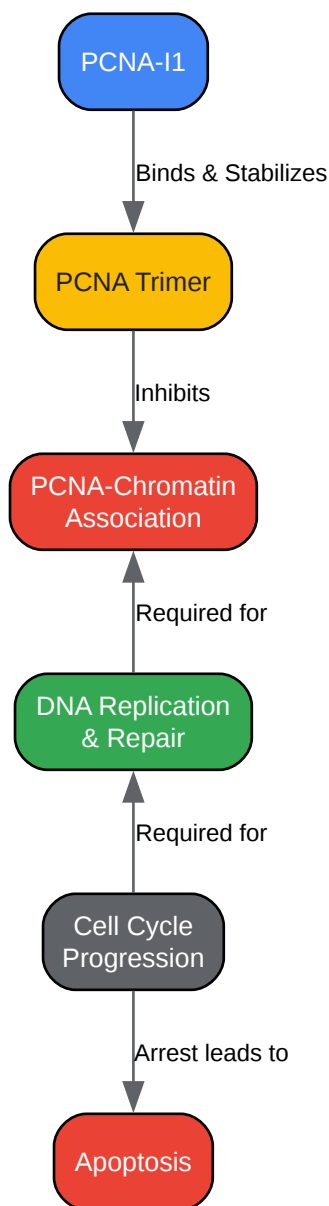 PCNA-I1
Binds & Stabilizes
PCNA Trimer
Inhibits
PCNA-Chromatin
Association
Required for
DNA Replication
& Repair
Required for
Cell Cycle
Progression
Arrest leads to
Apoptosis